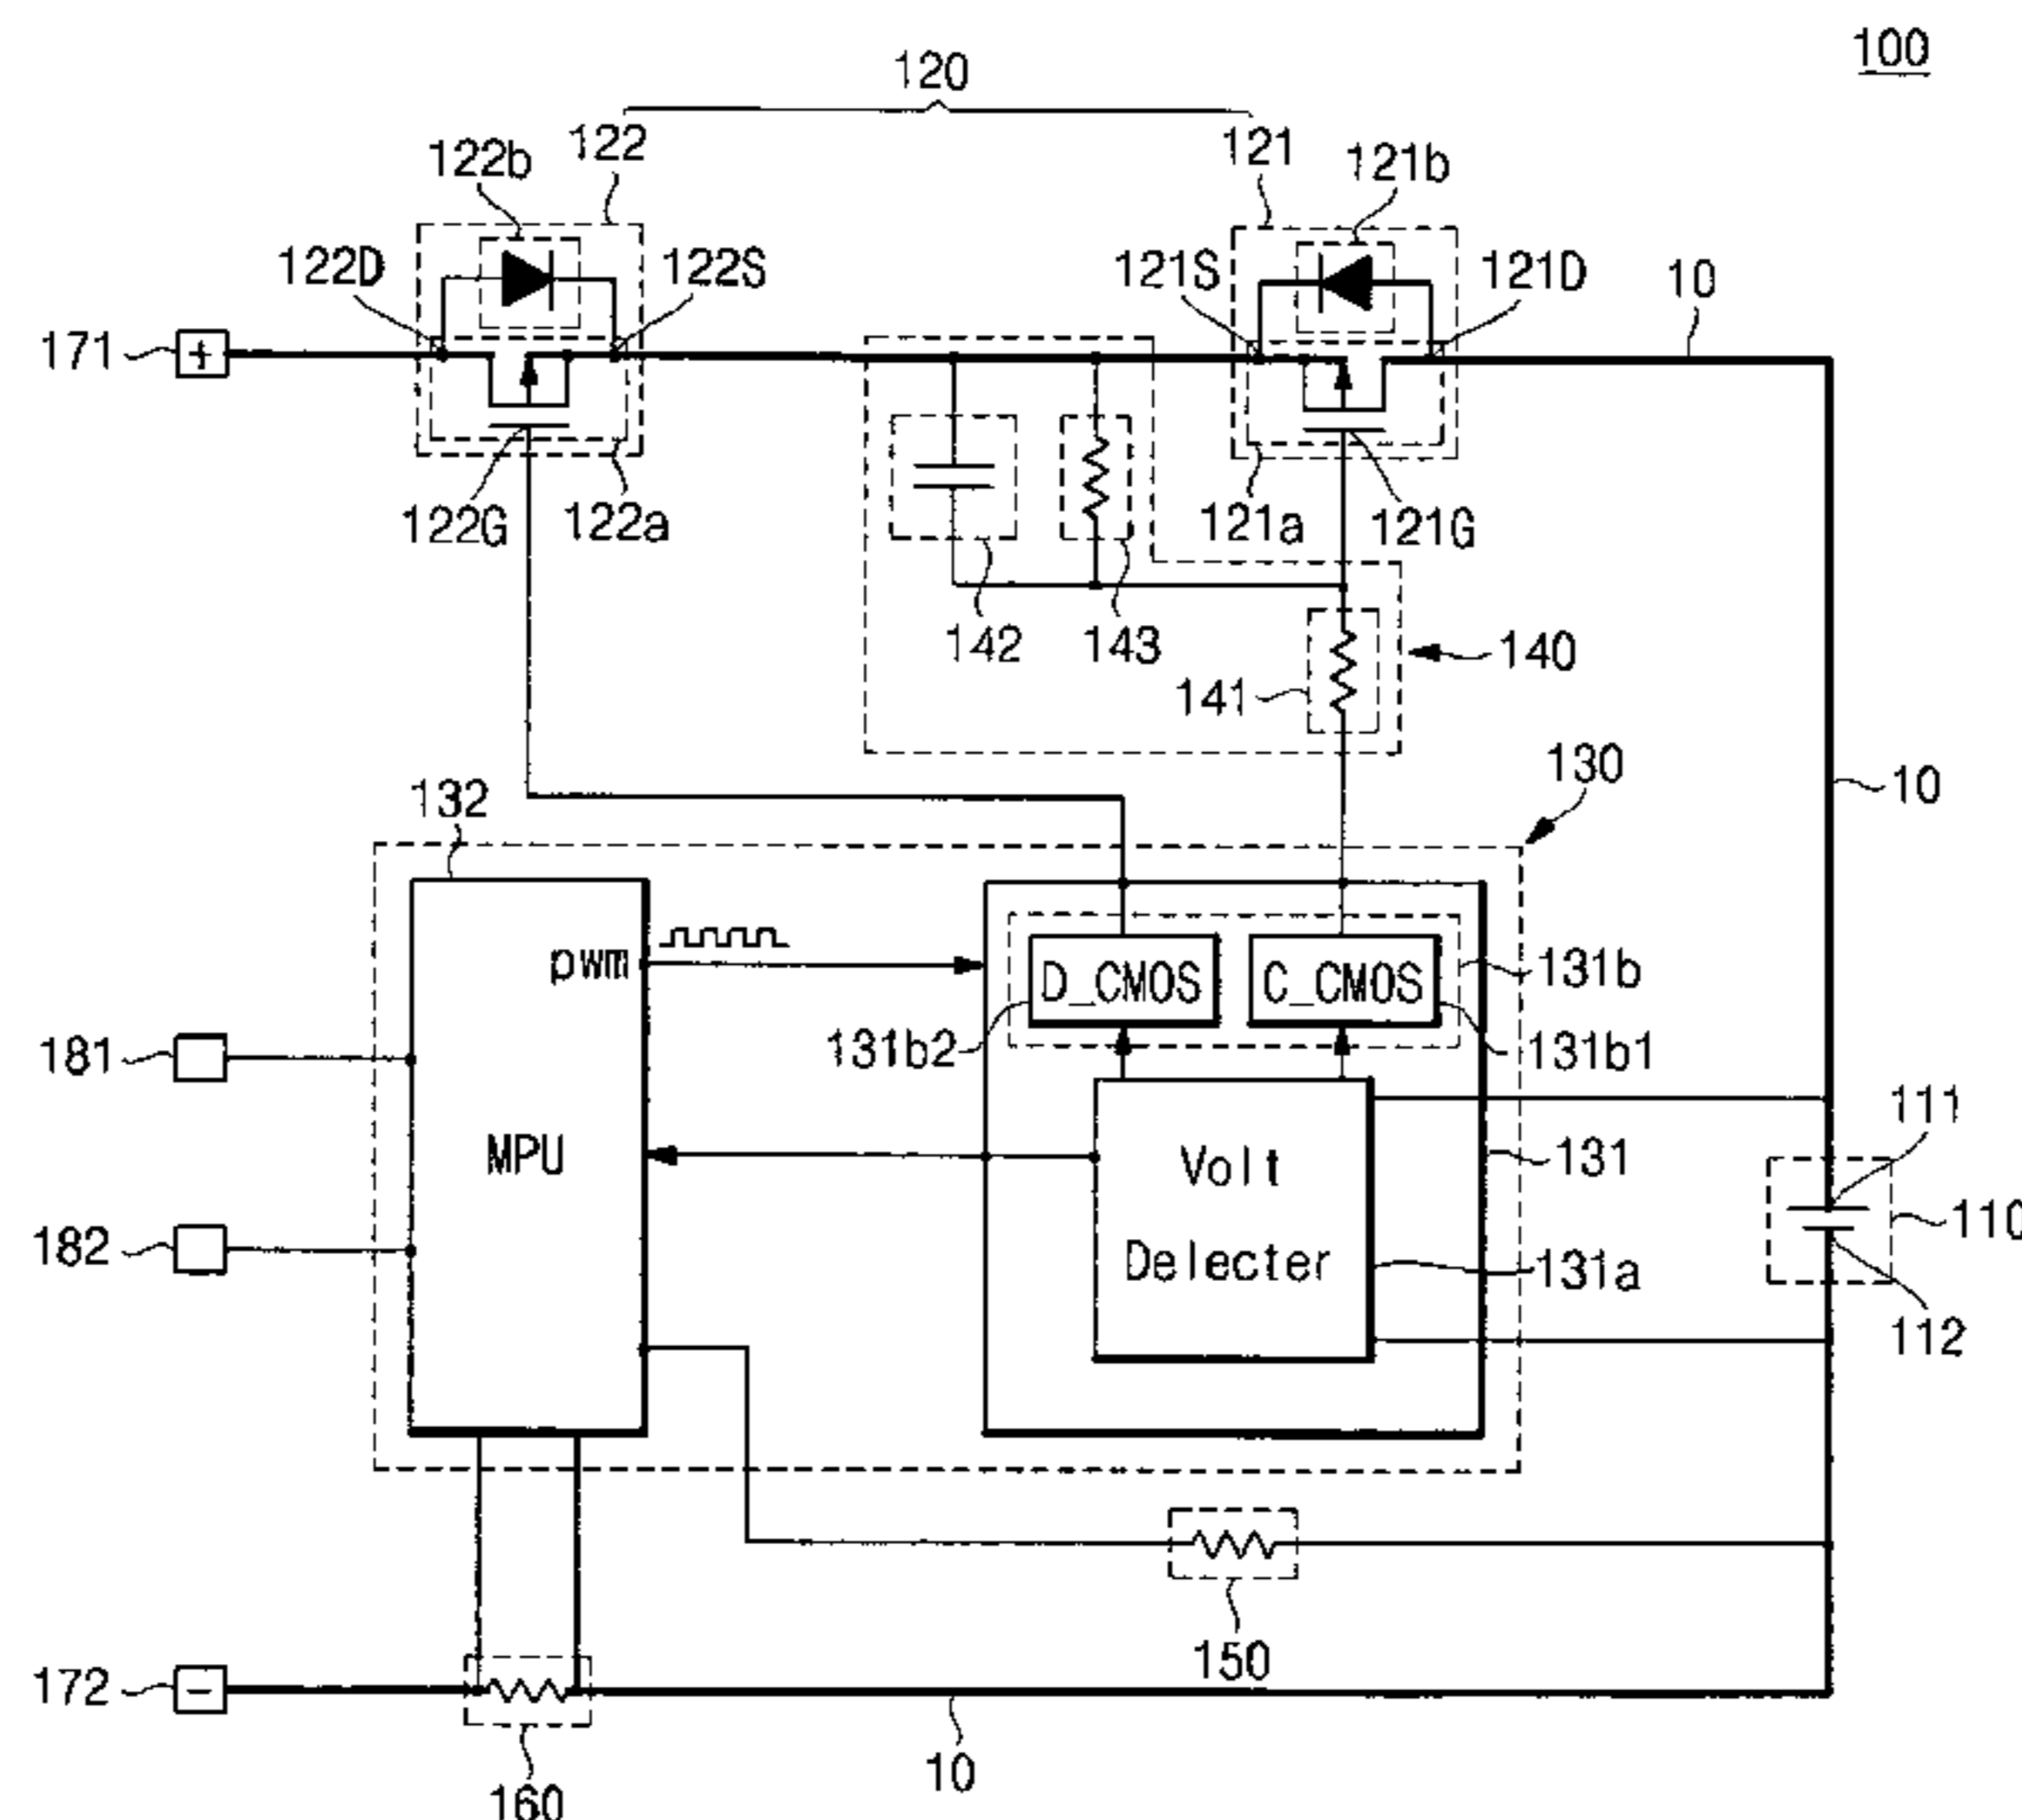 100
120
122
121
122b
121b
122D
122S
121S
121D
10
171
+
122G
122a
121a
121G
142
143
140
141
130
10
132
pwm
D_CMOS
C_CMOS
131b
181
131b2
131b1
111
MPU
Volt
Delecter
131
182
110
131a
112
150
172
−
10
160